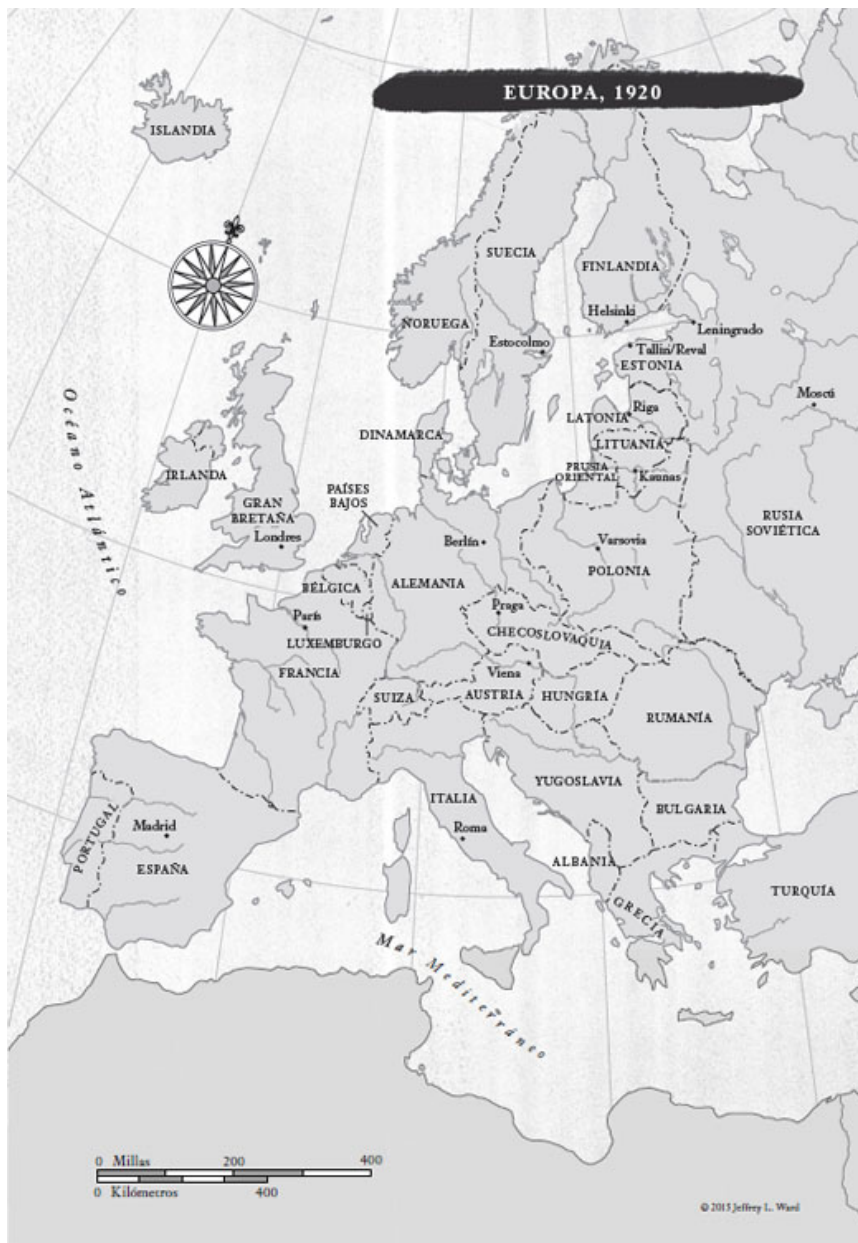 EUROPA, 1920
ISLANDIA
SUECIA
FINLANDIA
NORUEGA
Helsinki
Leningrado
Estocolmo
Tallin/Reval
ESTONIA
Moscú
Océano Atlántico
Riga
LATONIA
DINAMARCA
LITUANIA
PRUSIA
ORIENTAL
Kaunas
IRLANDA
PAÍSES
BAJOS
GRAN
BRETAÑA
Londres
RUSIA
SOVIÉTICA
Berlín
Varsovia
POLONIA
BÉLGICA
ALEMANIA
París
Praga
LUXEMBURGO
CHECOSLOVAQUIA
FRANCIA
Viena
SUIZA
AUSTRIA
HUNGRÍA
RUMANÍA
YUGOSLAVIA
ITALIA
BULGARIA
PORTUGAL
Madrid
Roma
ESPAÑA
ALBANIA
TURQUÍA
GRECIA
Mar Mediterráneo
0 Millas 200 400
0 Kilómetros 400
© 2015 Jeffrey L. Ward